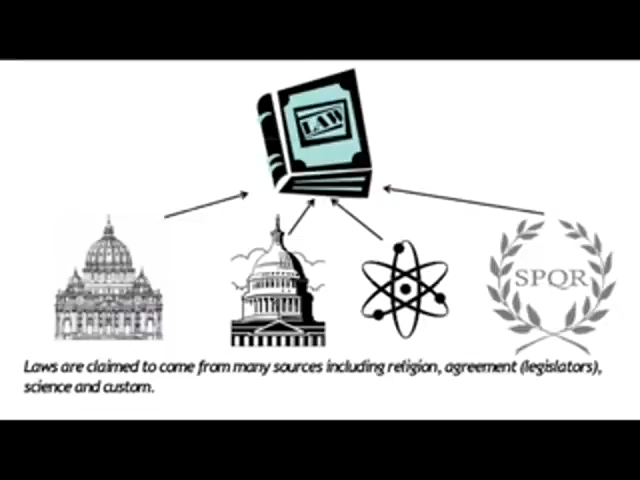 LAW
SPQR
Laws are claimed to come from many sources including religion, agreement (legislators),
science and custom.